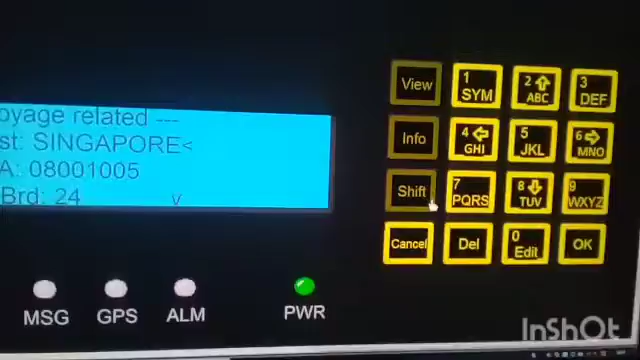 oyage related ---
st: SINGAPORE<
A: 08001005
Brd: 24 v
View
1
SYM
2
ABC
3
DEF
Info
4
GHI
5
JKL
6
MNO
Shift
7
PQRS
8
TUV
9
WXYZ
Cancel
Del
0
Edit
OK
MSG
GPS
ALM
PWR
InShOt